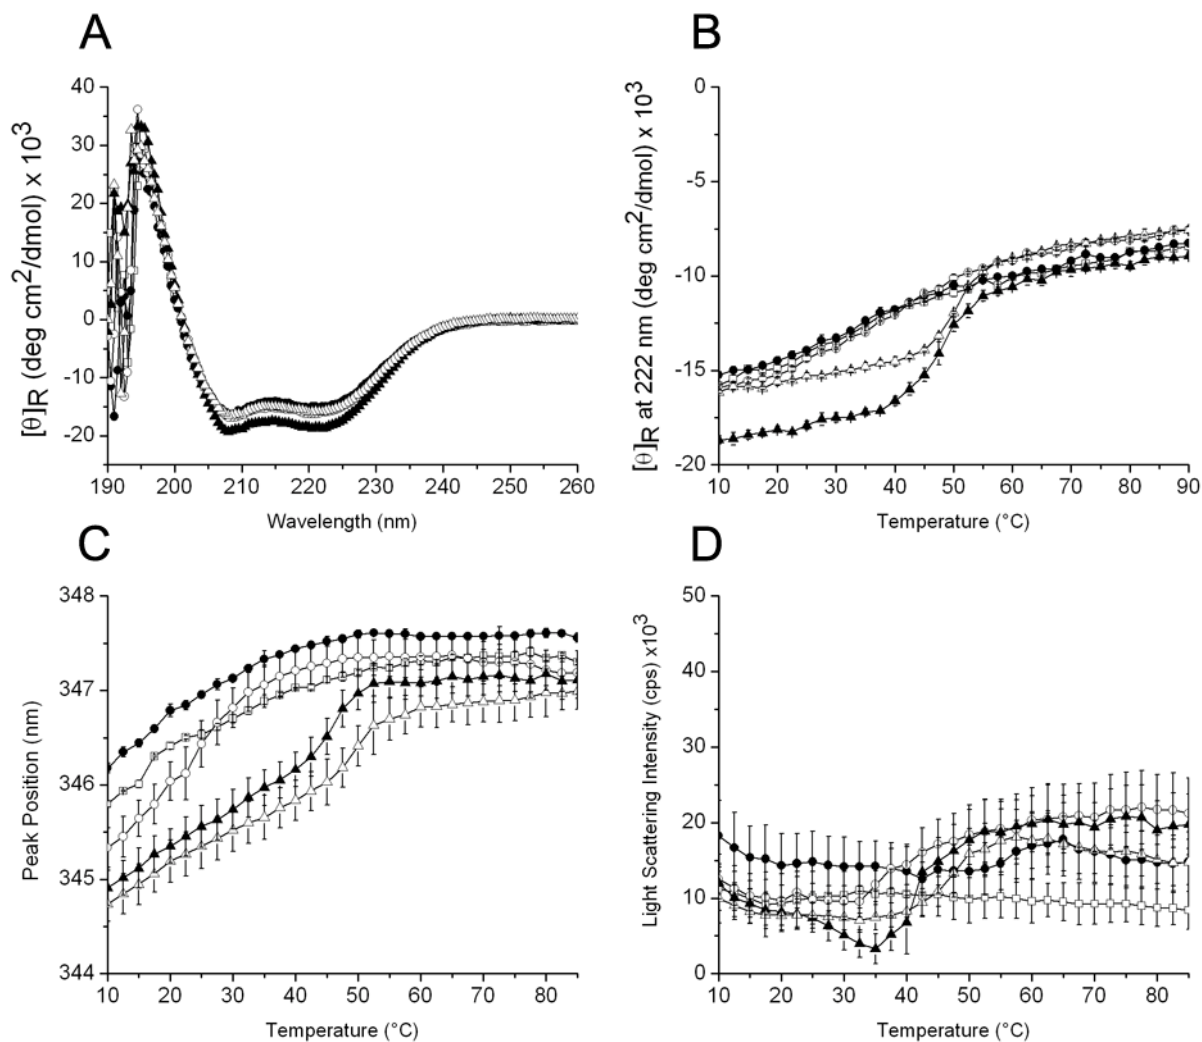 A
[θ]R (deg cm2/dmol) x 103
40
30
20
10
0
-10
-20
190 200 210 220 230 240 250 260
Wavelength (nm)
B
[θ]R at 222 nm (deg cm2/dmol) x 103
0
-5
-10
-15
-20
10 20 30 40 50 60 70 80 90
Temperature (°C)
C
Peak Position (nm)
348
347
346
345
344
10 20 30 40 50 60 70 80
Temperature (°C)
D
Light Scattering Intensity (cps) x103
50
40
30
20
10
0
10 20 30 40 50 60 70 80
Temperature (°C)